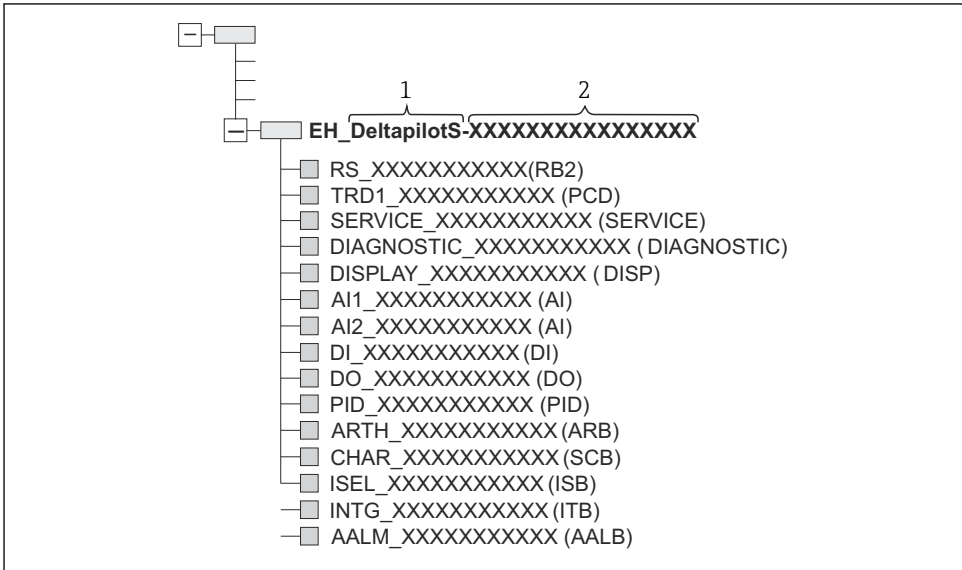 1 2
EH_DeltapilotS-XXXXXXXXXXXXXXXX
RS_XXXXXXXXXXX(RB2)
TRD1_XXXXXXXXXXX (PCD)
SERVICE_XXXXXXXXXXX (SERVICE)
DIAGNOSTIC_XXXXXXXXXXX ( DIAGNOSTIC)
DISPLAY_XXXXXXXXXXX ( DISP)
AI1_XXXXXXXXXXX (AI)
AI2_XXXXXXXXXXX (AI)
DI_XXXXXXXXXXX (DI)
DO_XXXXXXXXXXX (DO)
PID_XXXXXXXXXXX (PID)
ARTH_XXXXXXXXXXX (ARB)
CHAR_XXXXXXXXXXX (SCB)
ISEL_XXXXXXXXXXX (ISB)
INTG_XXXXXXXXXXX (ITB)
AALM_XXXXXXXXXXX (AALB)